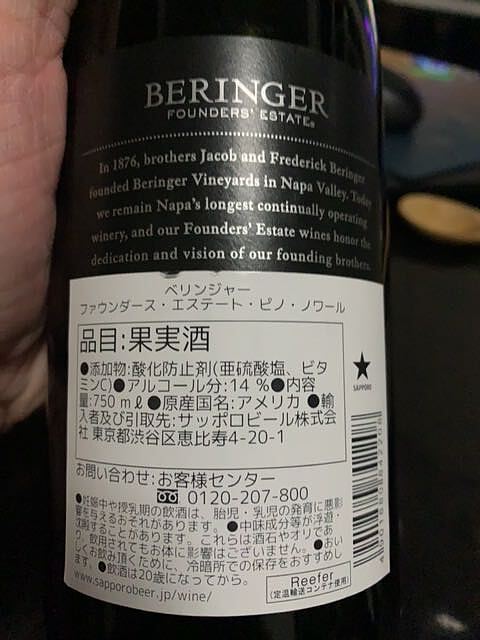 BERINGER
FOUNDERS' ESTATE®
In 1876, brothers Jacob and Frederick Beringer
founded Beringer Vineyards in Napa Valley. Today
we remain Napa's longest continually operating
winery, and our Founders' Estate wines honor the
dedication and vision of our founding brothers.
ベリンジャー
ファウンダース・エステート・ピノ・ノワール
品目:果実酒
●添加物:酸化防止剤(亜硫酸塩、ビタ
ミンC)●アルコール分:14 %●内容
量:750 mℓ ●原産国名:アメリカ ●輸
入者及び引取先:サッポロビール株式会
社 東京都渋谷区恵比寿4-20-1
SAPPORO
お問い合わせ:お客様センター
0120-207-800
●妊娠中や授乳期の飲酒は、胎児・乳児の発育に悪影
響を与えるおそれがあります。 ●中味成分等が浮遊・
沈殿することがあります。これらは酒石やオリであ
り、飲用されてもお体に影響はございません。●おい
しくお飲み頂くために、冷暗所での保存をおすすめし
ます。●飲酒は20歳になってから。
www.sapporobeer.jp/wine/
Reefer
(定温輸送コンテナ使用)